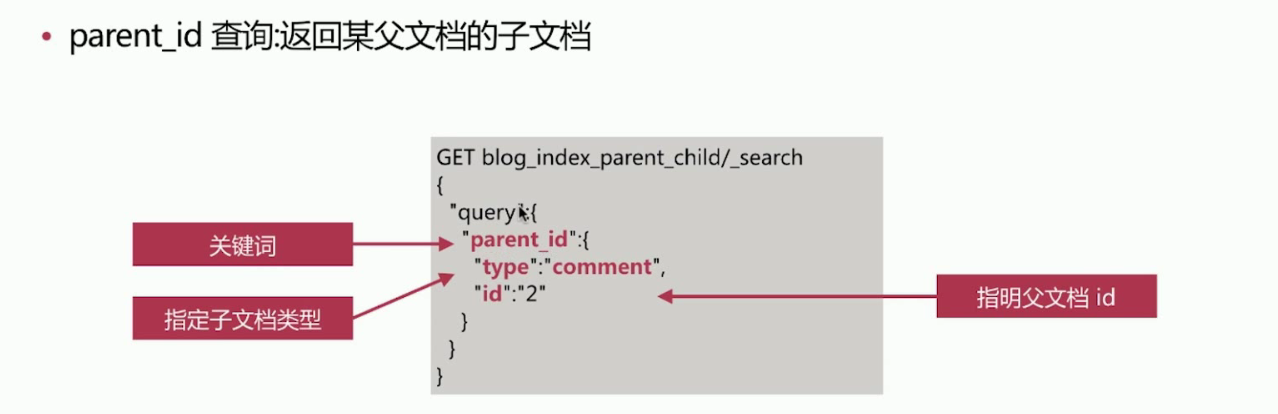 • parent_id 查询:返回某父文档的子文档
GET blog_index_parent_child/_search
{
"query":{
关键词
"parent_id":{
"type":"comment",
指定子文档类型
"id":"2"
指明父文档 id
}
}
}